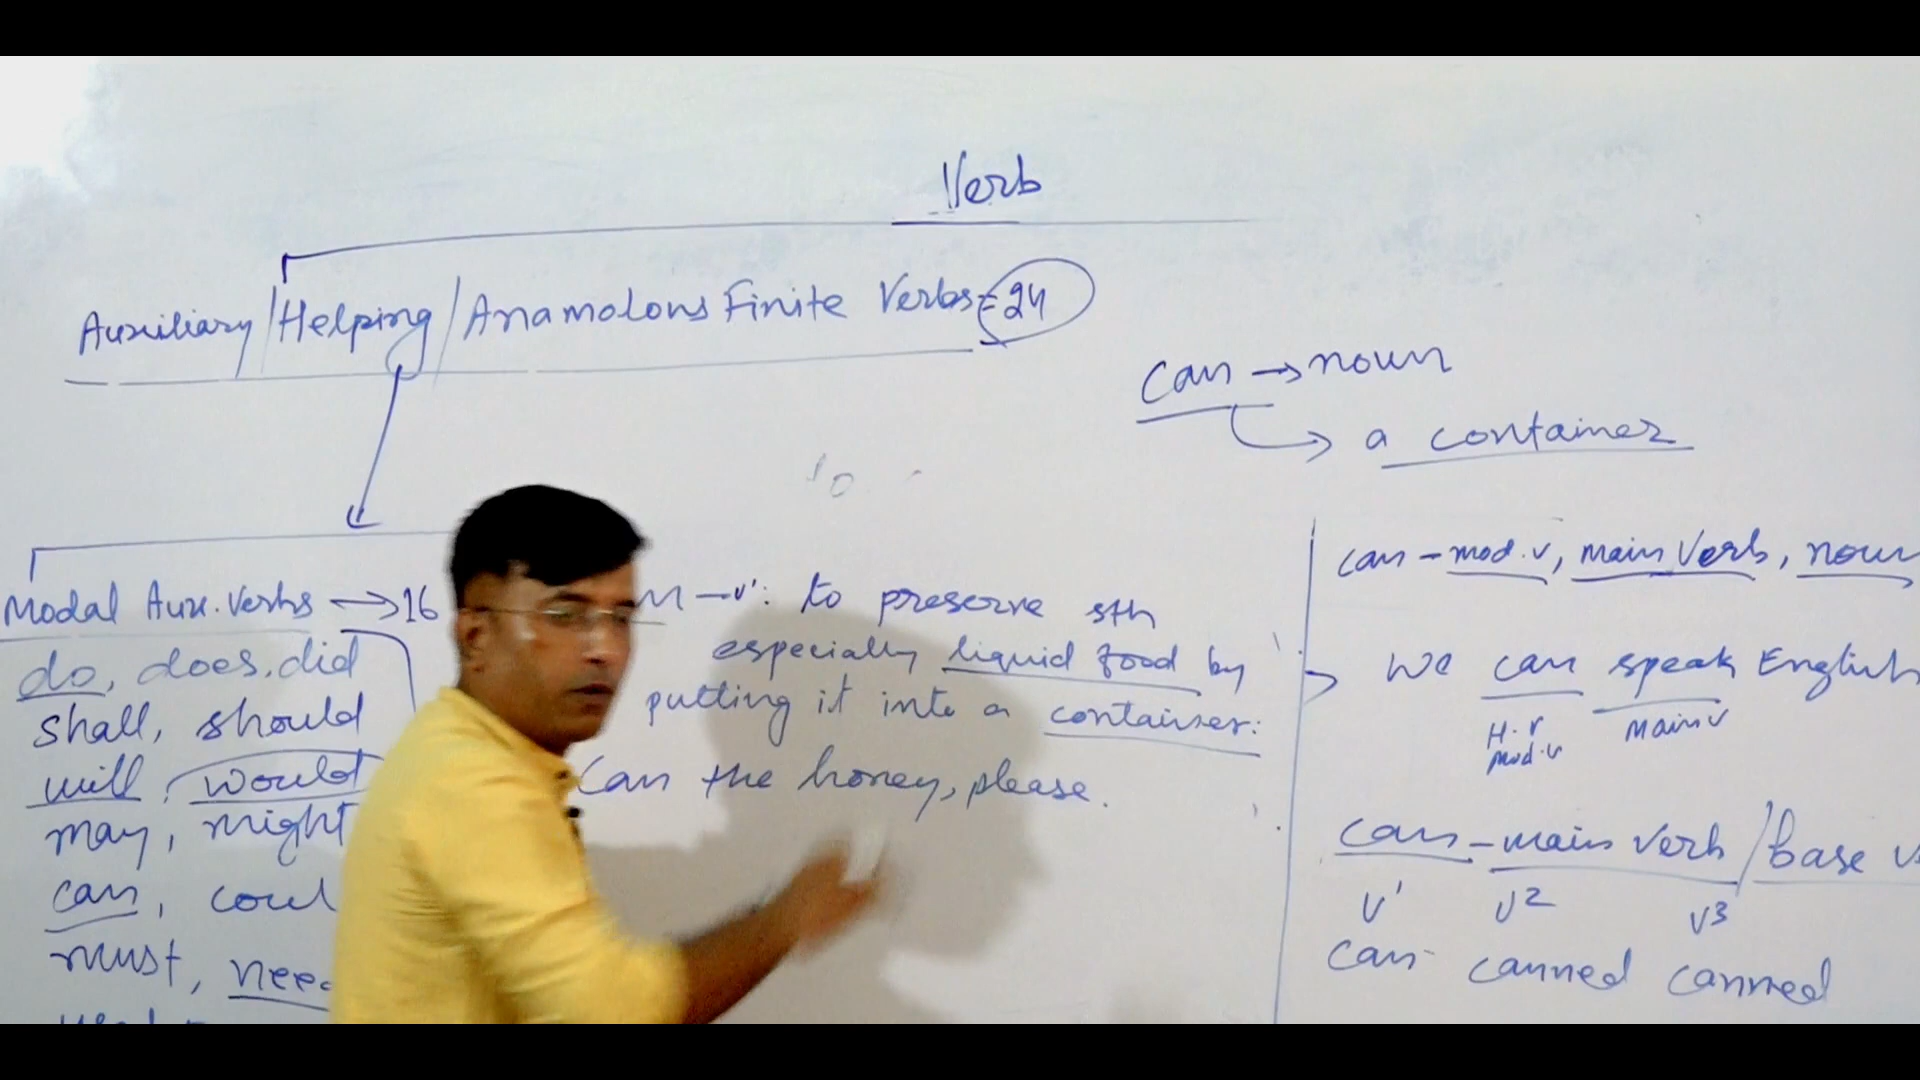 Verb
Auxiliary/Helping/Anamolous Finite Verbs=24
can → noun
→ a container
Modal Aux. Verbs → 16
do, does, did
shall, should
will, would
may, might
can, coul
must, nee
→ v': to preserve sth
especially liquid food by
putting it into a container:
Can the honey, please.
can - mod.v, main Verb, noun
We can speak English
H.v main v
mod.v
can - main verb/base v
v' v2 v3
can canned canned